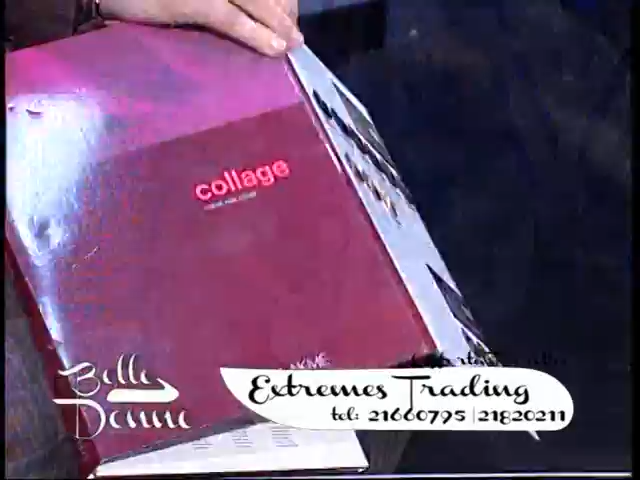 collage
Belle
Donne
Extremes Trading
tel: 21660795 | 21820211